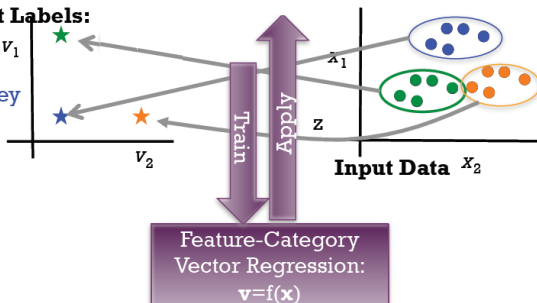 t Labels:
v1
ey
v2
Train
Apply
x1
z
Input Data
x2
Feature-Category
Vector Regression:
v=f(x)